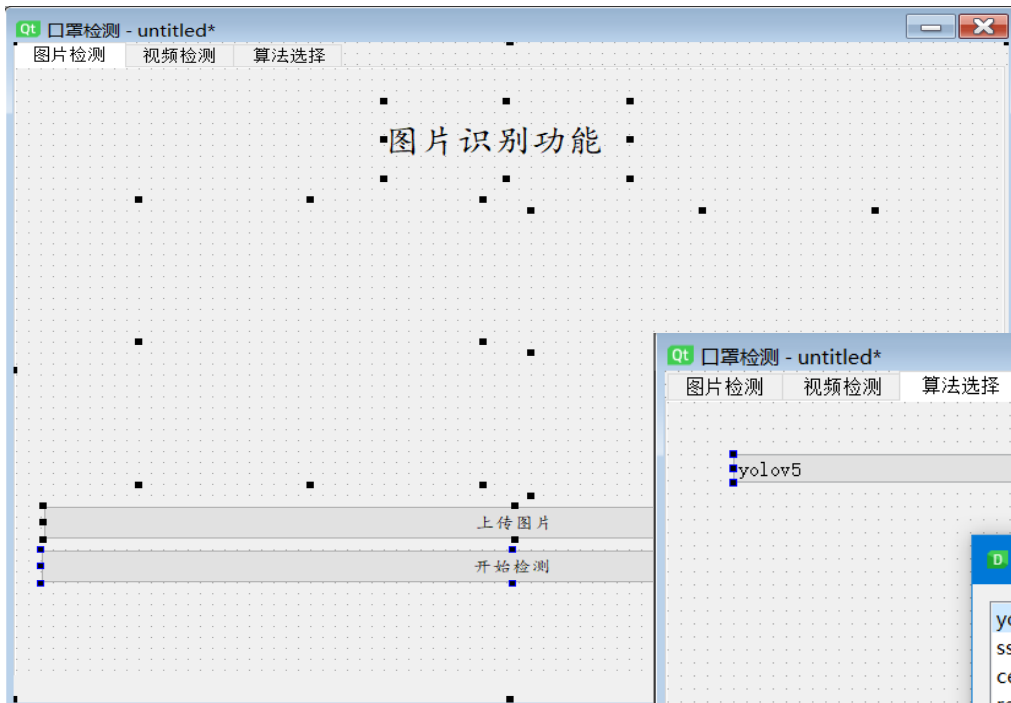 Qt 口罩检测 - untitled*
图片检测 视频检测 算法选择
图片识别功能
上传图片
开始检测
Qt 口罩检测 - untitled*
图片检测 视频检测 算法选择
yolov5
D